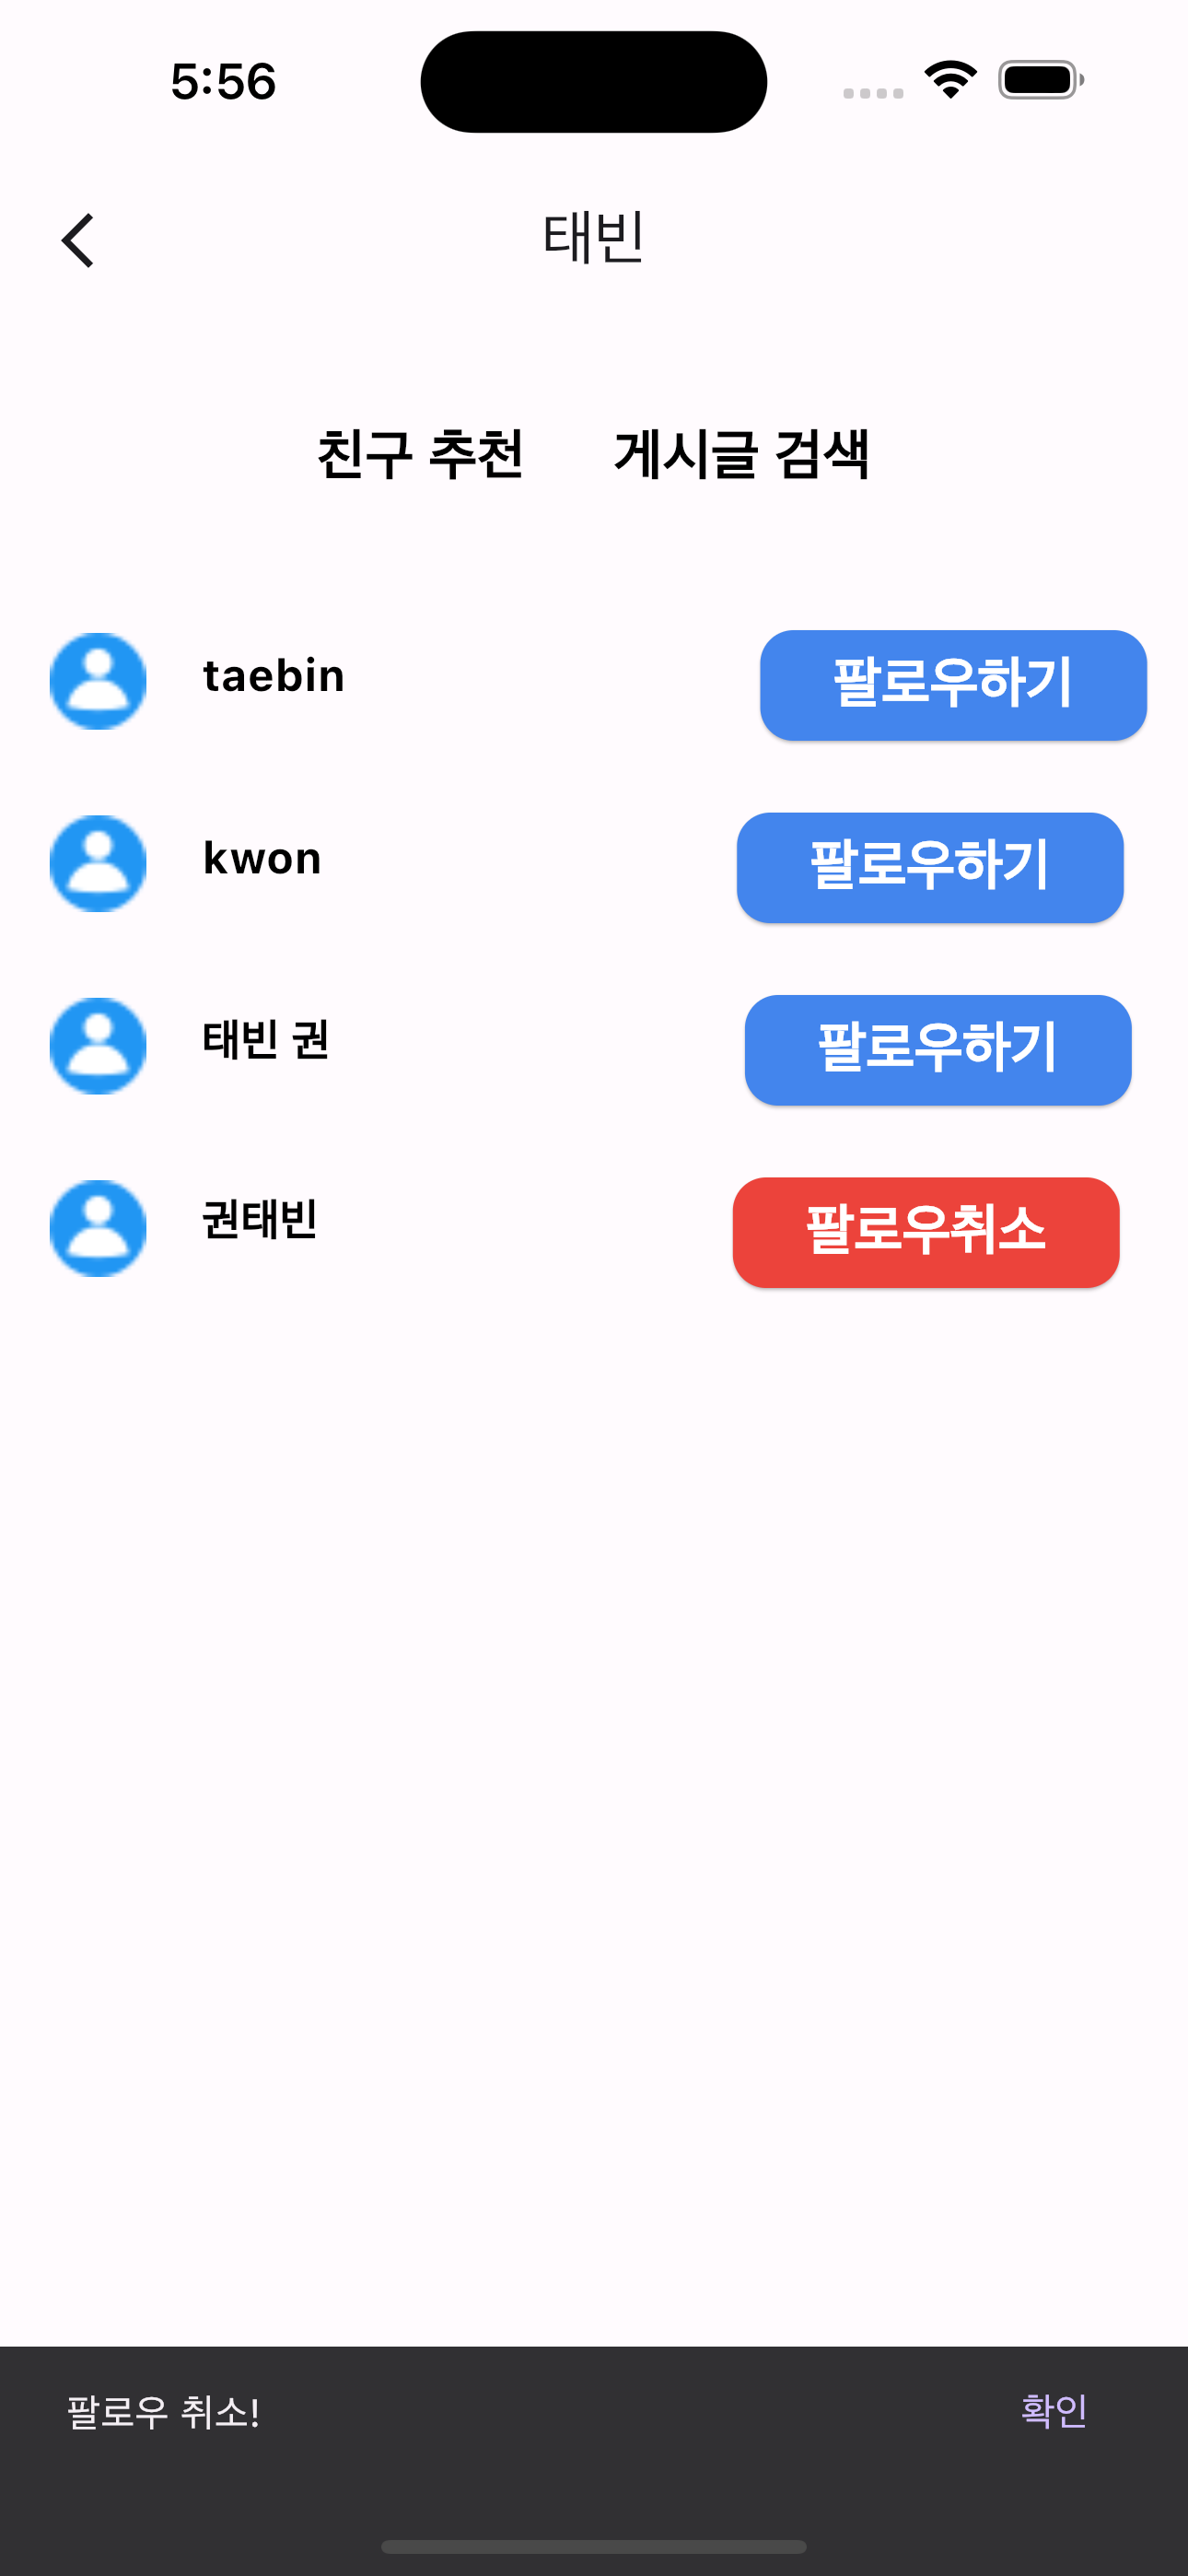 5:56
태빈
친구 추천 게시글 검색
taebin 팔로우하기
kwon 팔로우하기
태빈 권 팔로우하기
권태빈 팔로우취소
팔로우 취소! 확인